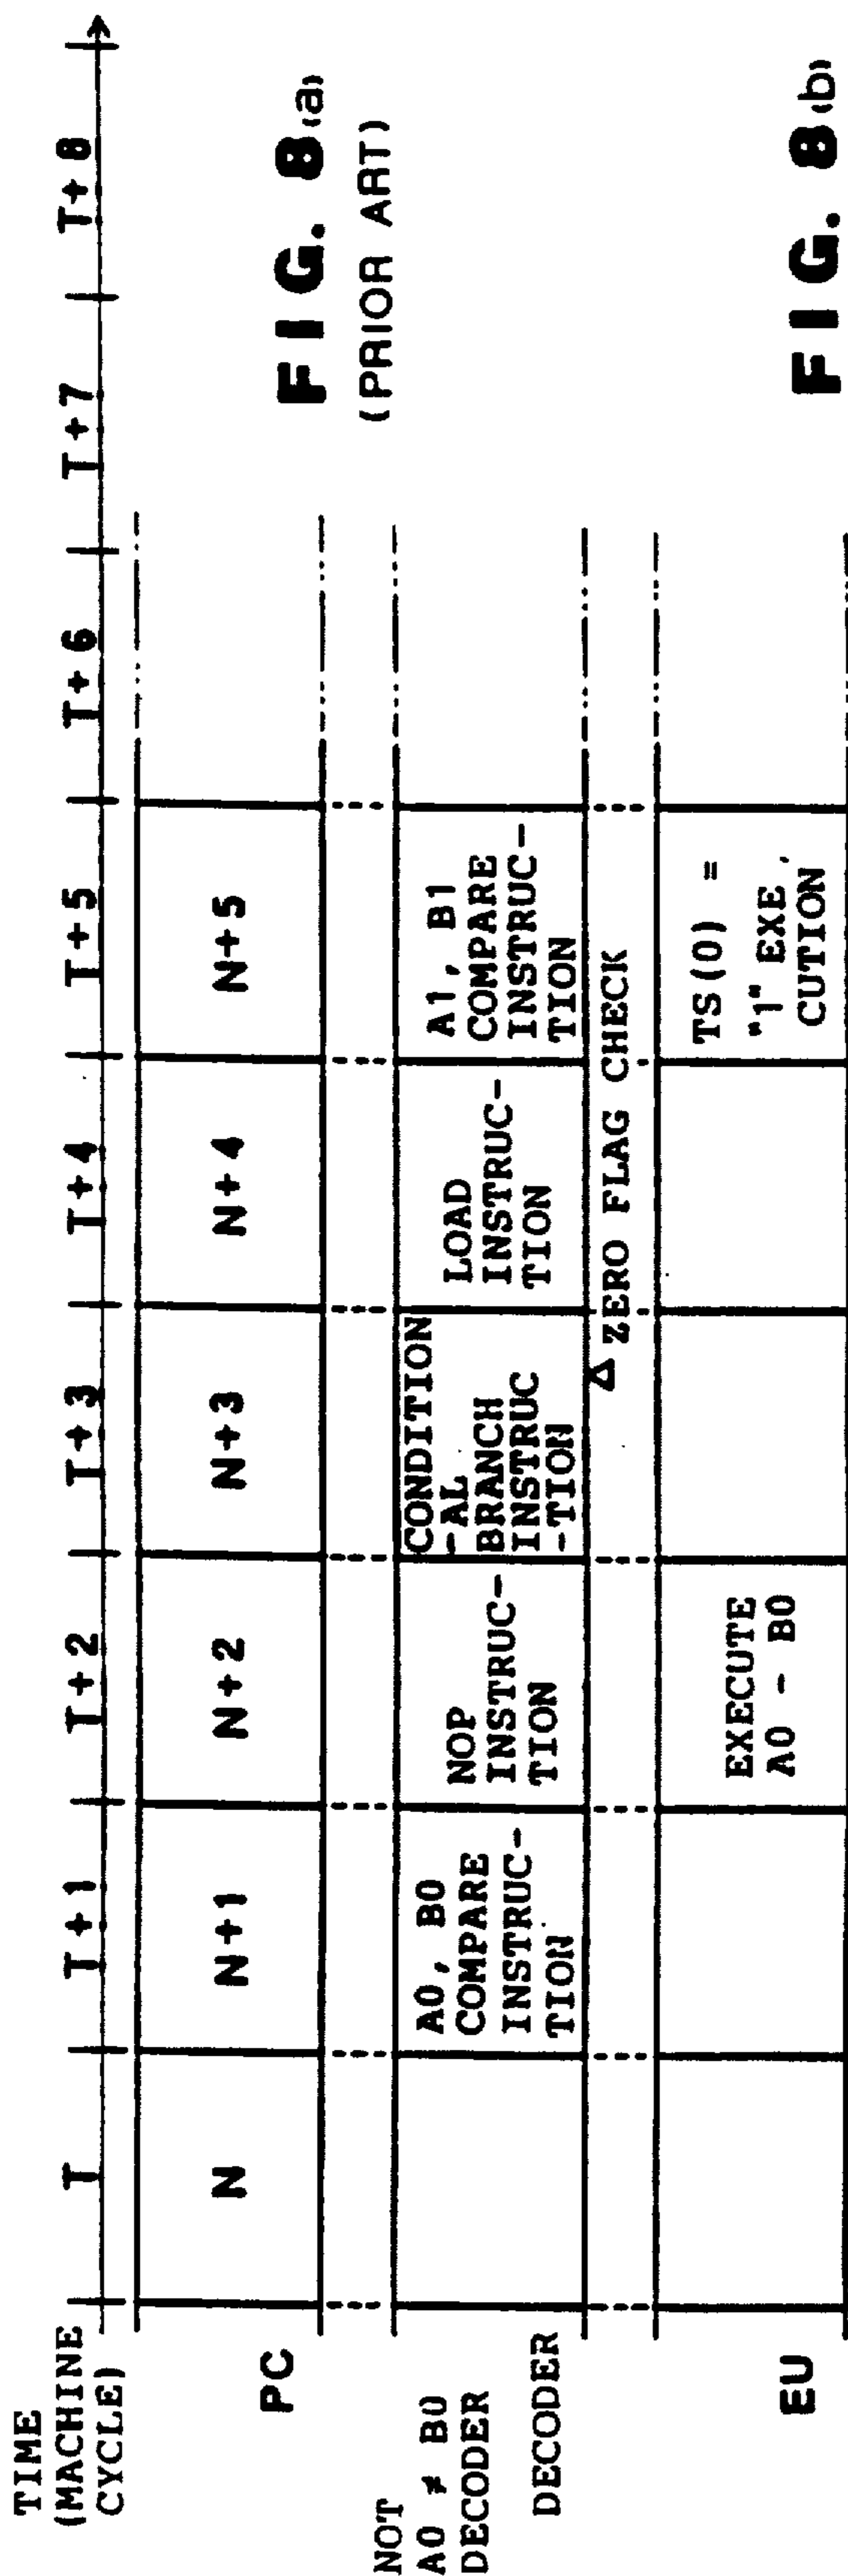 TIME
(MACHINE
CYCLE)
T
T+1
T+2
T+3
T+4
T+5
T+6
T+7
T+8
PC
N
N+1
N+2
N+3
N+4
N+5
FIG. 8(a)
(PRIOR ART)
NOT
A0 ≠ B0
DECODER
DECODER
A0, B0
COMPARE
INSTRUC-
TION
NOP
INSTRUC-
TION
CONDITION
-AL
BRANCH
INSTRUC
-TION
LOAD
INSTRUC-
TION
A1, B1
COMPARE
INSTRUC-
TION
Δ ZERO FLAG CHECK
EU
EXECUTE
A0 - B0
TS(0) =
"1" EXE,
CUTION
FIG. 8(b)